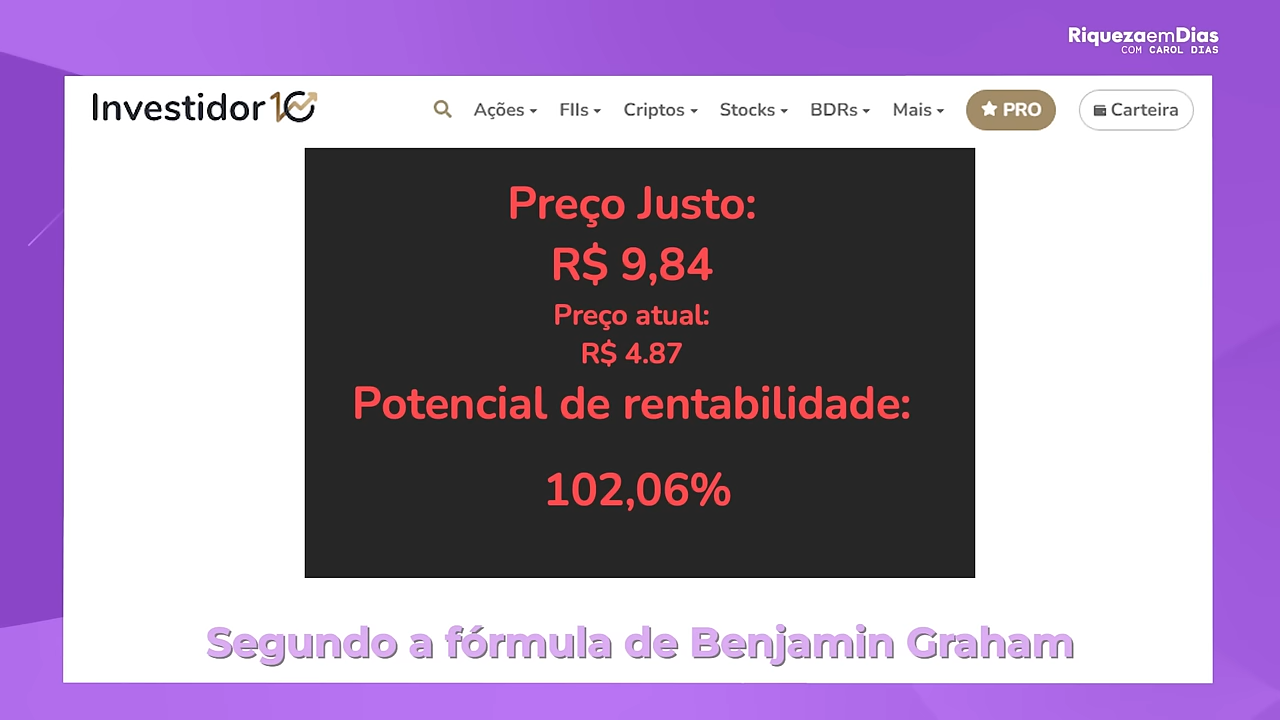 RiquezaemDias
COM CAROL DIAS
Investidor10
Ações FIIs Criptos Stocks BDRs Mais PRO Carteira
Preço Justo:
R$ 9,84
Preço atual:
R$ 4.87
Potencial de rentabilidade:
102,06%
Segundo a fórmula de Benjamin Graham